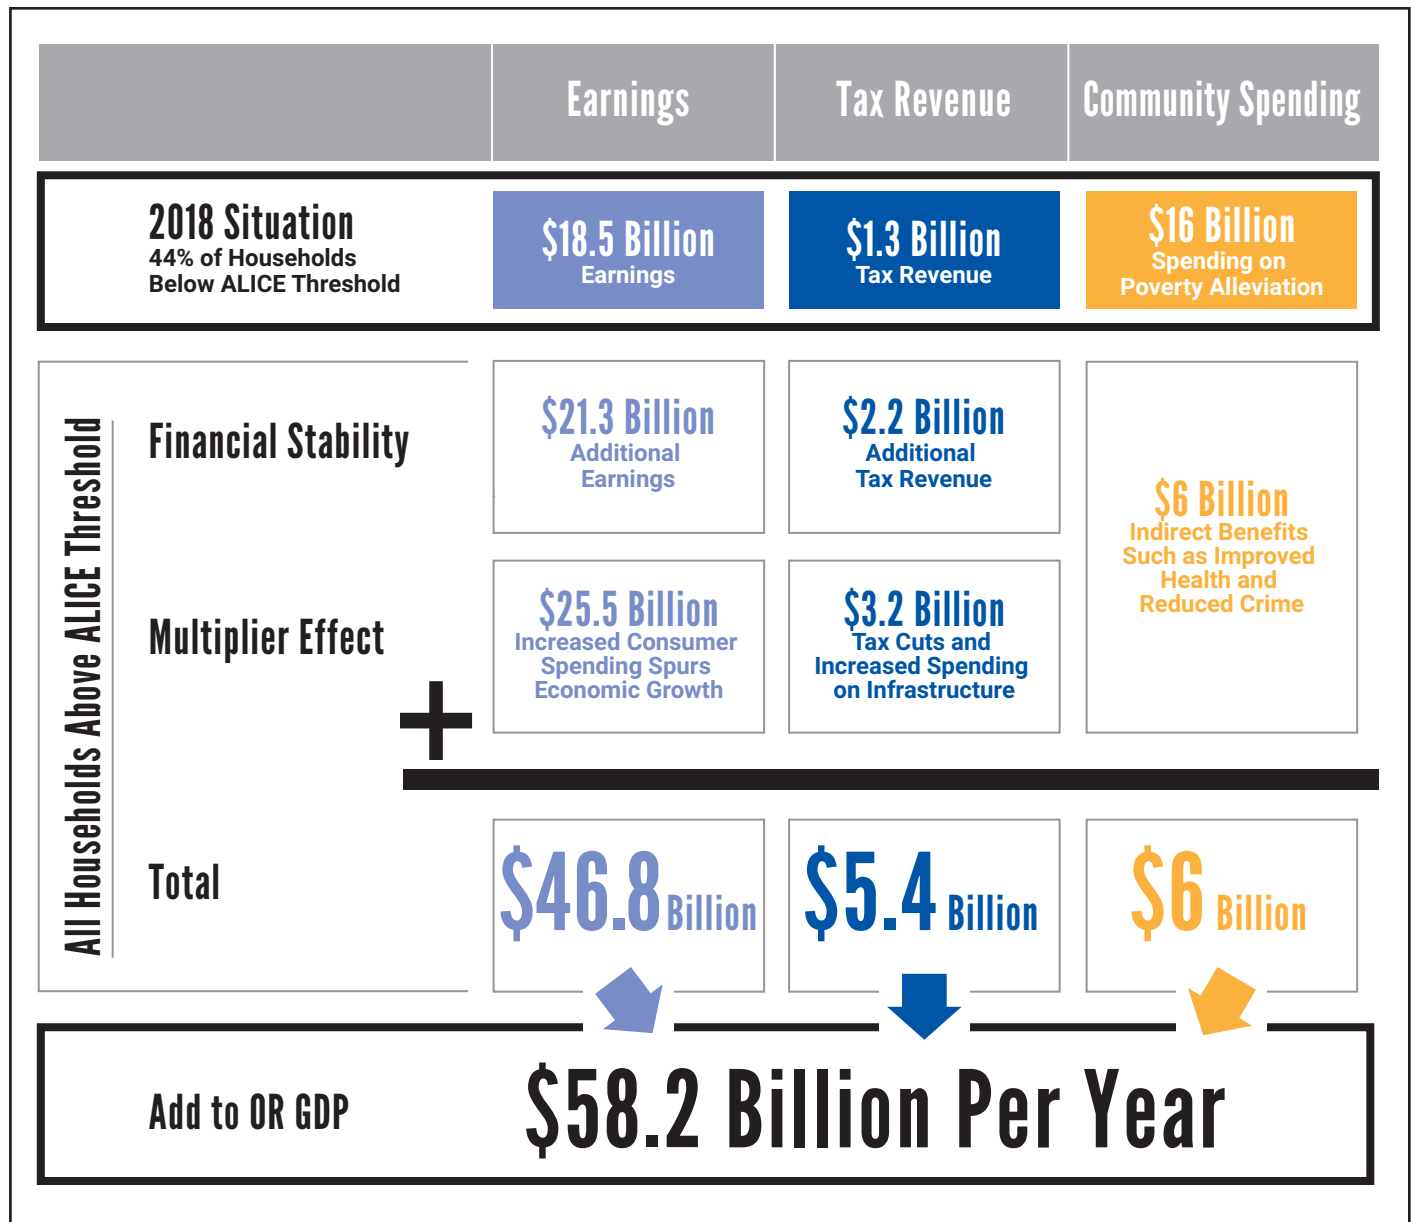 Earnings
Tax Revenue
Community Spending
2018 Situation
44% of Households
Below ALICE Threshold
$18.5 Billion
Earnings
$1.3 Billion
Tax Revenue
$16 Billion
Spending on
Poverty Alleviation
All Households Above ALICE Threshold
Financial Stability
$21.3 Billion
Additional
Earnings
$2.2 Billion
Additional
Tax Revenue
$6 Billion
Indirect Benefits
Such as Improved
Health and
Reduced Crime
Multiplier Effect
$25.5 Billion
Increased Consumer
Spending Spurs
Economic Growth
$3.2 Billion
Tax Cuts and
Increased Spending
on Infrastructure
+
Total
$46.8 Billion
$5.4 Billion
$6 Billion
Add to OR GDP
$58.2 Billion Per Year